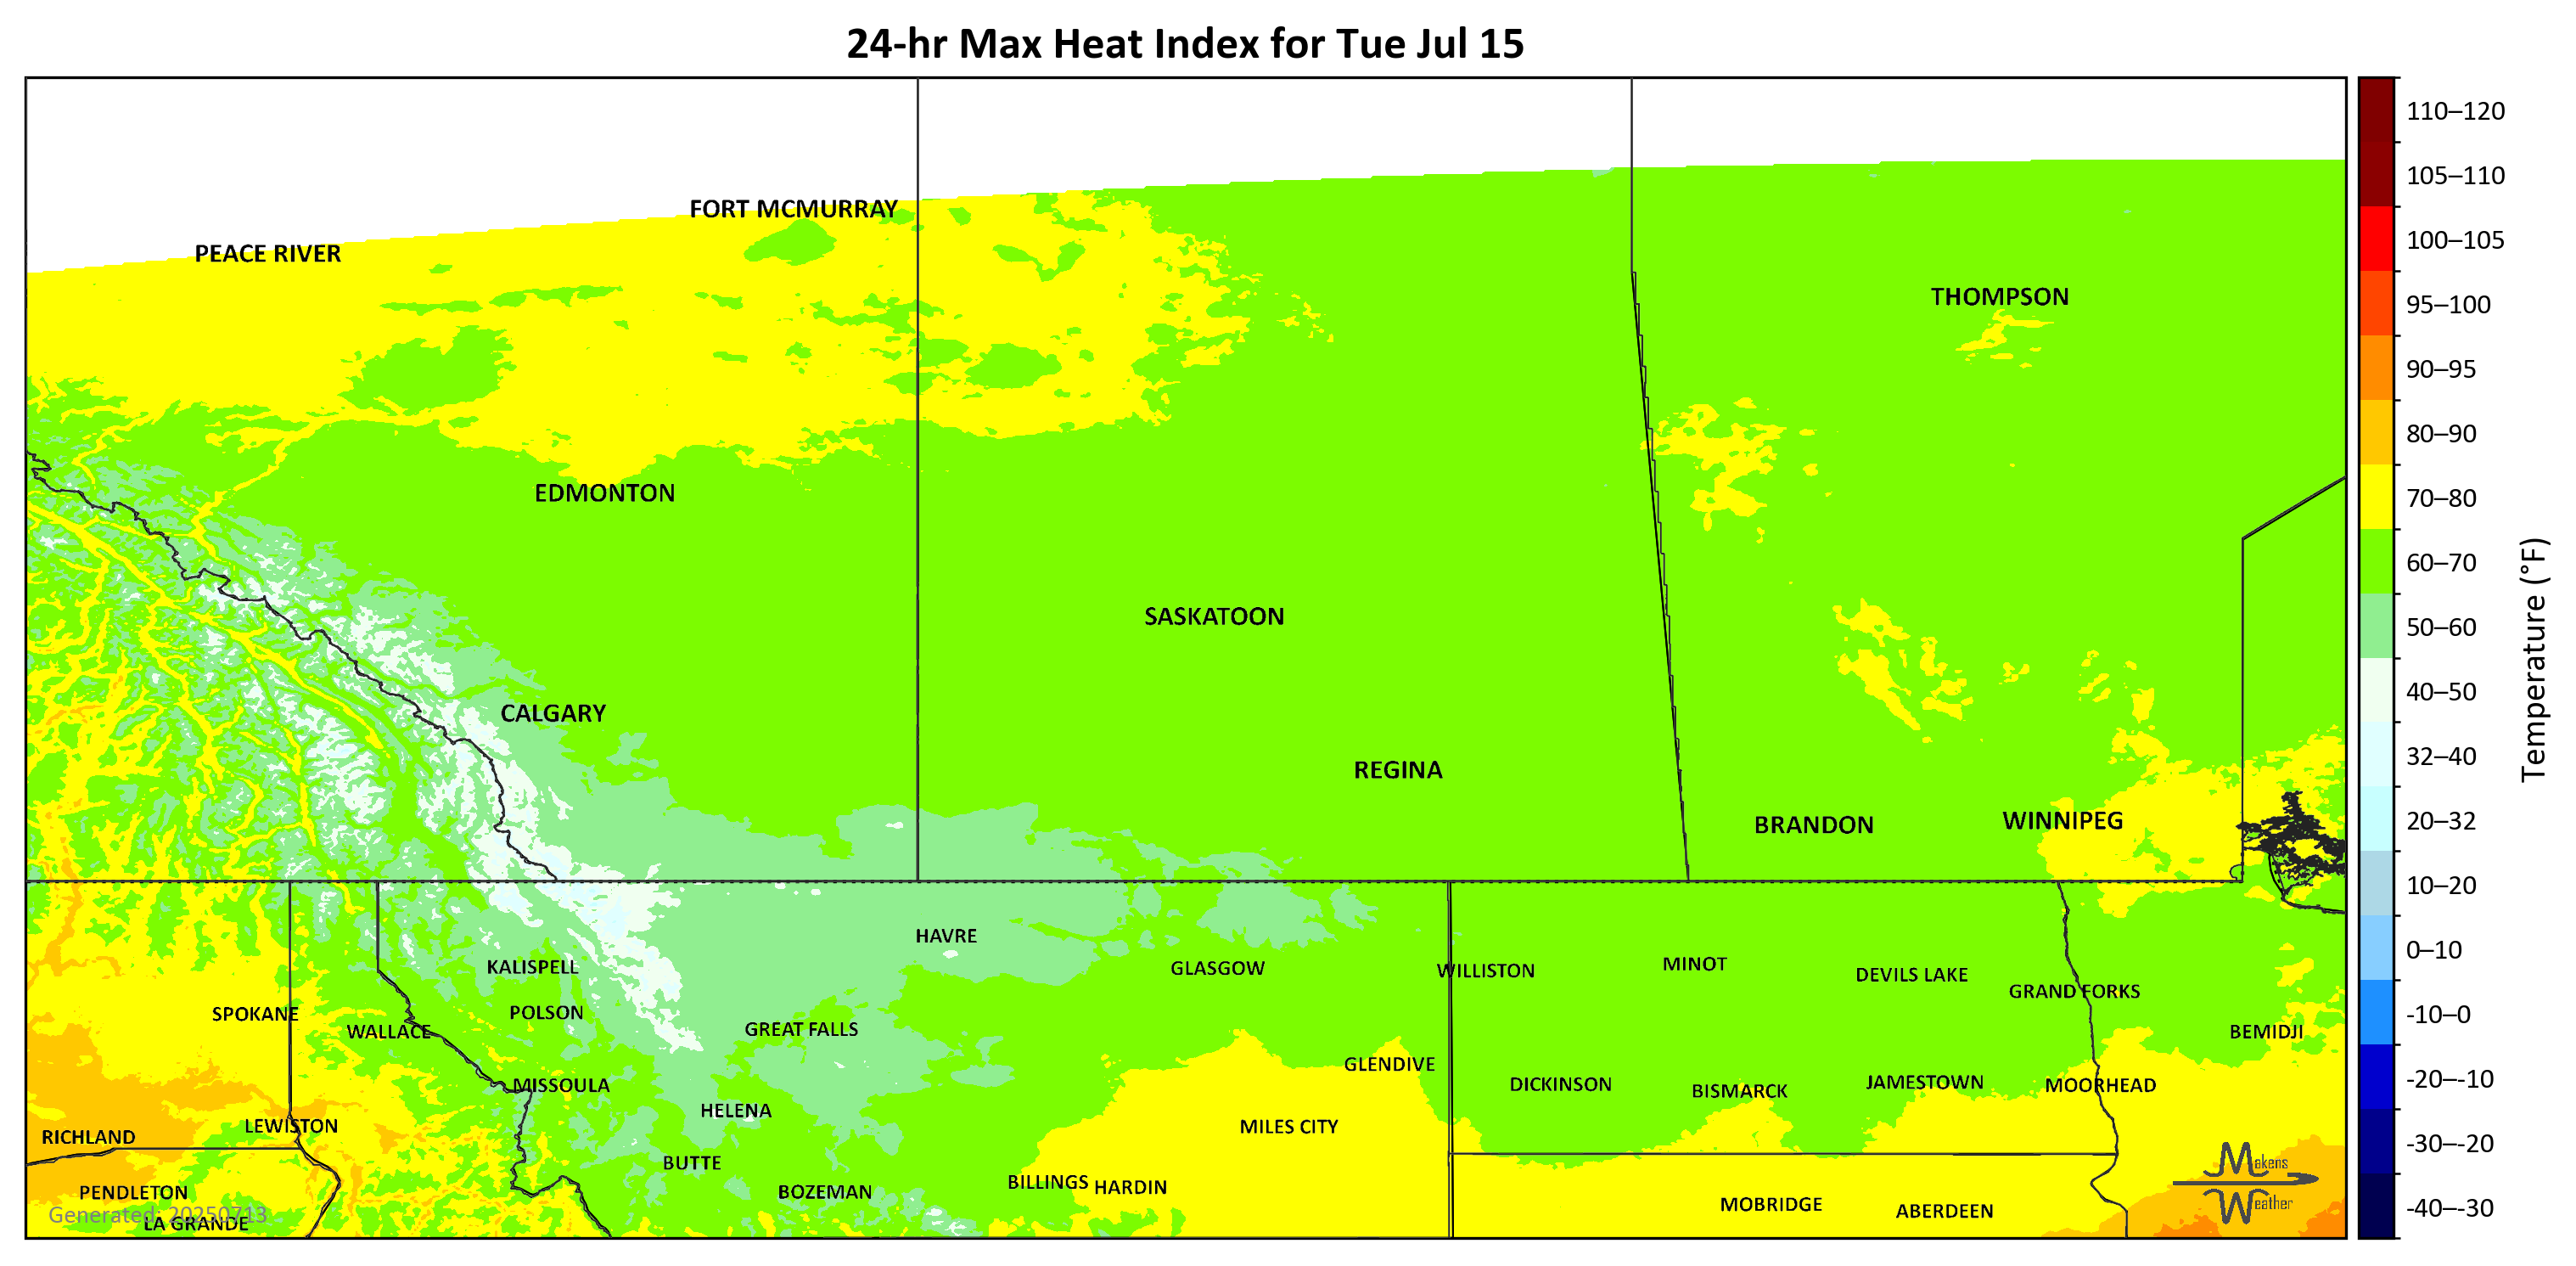 24-hr Max Heat Index for Tue Jul 15
FORT MCMURRAY
PEACE RIVER
THOMPSON
EDMONTON
SASKATOON
CALGARY
REGINA
BRANDON
WINNIPEG
HAVRE
KALISPELL
GLASGOW
WILLISTON
MINOT
DEVILS LAKE
GRAND FORKS
SPOKANE
POLSON
WALLACE
GREAT FALLS
BEMIDJI
GLENDIVE
MISSOULA
DICKINSON
BISMARCK
JAMESTOWN
MOORHEAD
HELENA
LEWISTON
MILES CITY
RICHLAND
BUTTE
BILLINGS
HARDIN
PENDLETON
BOZEMAN
MOBRIDGE
ABERDEEN
LA GRANDE
Generated: 20250713
Makens
Weather
110–120
105–110
100–105
95–100
90–95
80–90
70–80
60–70
50–60
40–50
32–40
20–32
10–20
0–10
-10–0
-20–-10
-30–-20
-40–-30
Temperature (°F)